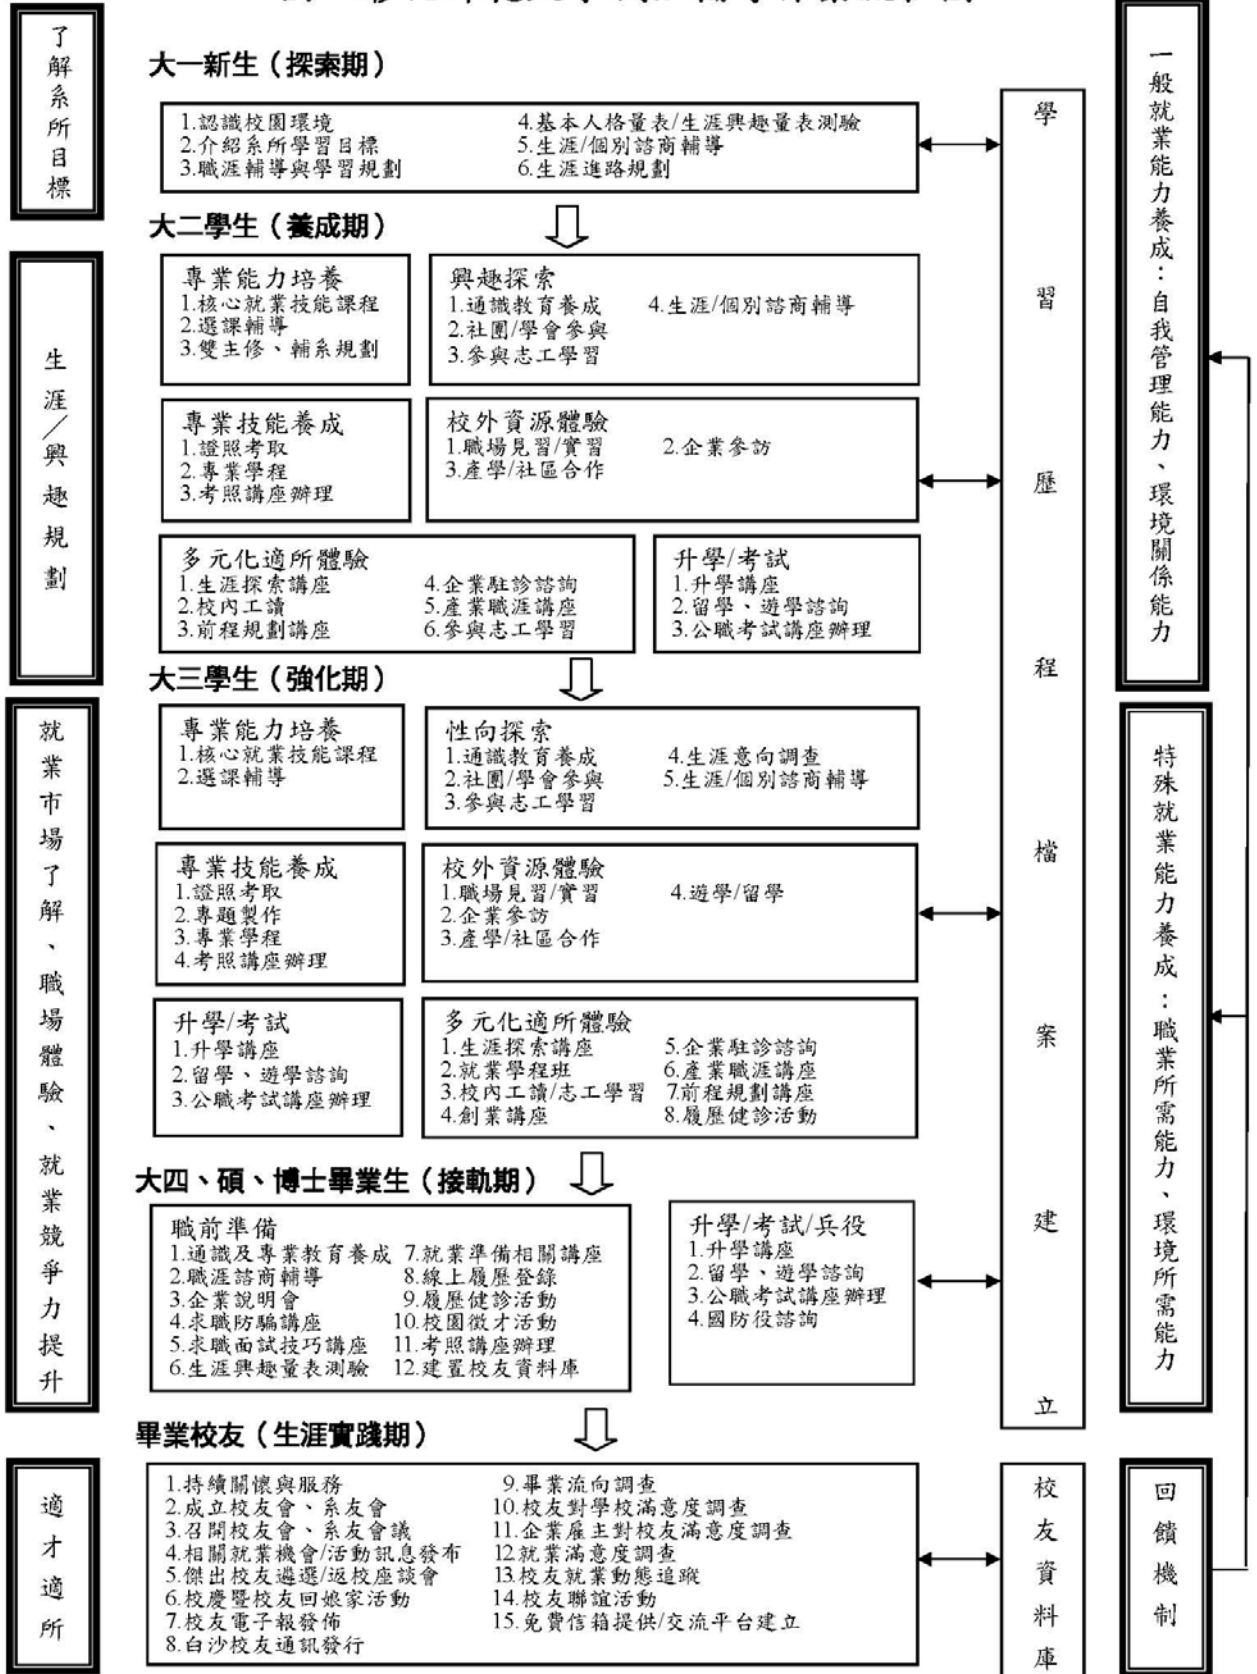 了解系所目標
大一新生（探索期）
1.認識校園環境
2.介紹系所學習目標
3.職涯輔導與學習規劃
4.基本人格量表/生涯興趣量表測驗
5.生涯/個別諮商輔導
6.生涯進路規劃
生涯/興趣規劃
大二學生（養成期）
專業能力培養
1.核心就業技能課程
2.選課輔導
3.雙主修、輔系規劃
興趣探索
1.通識教育養成
2.社團/學會參與
3.參與志工學習
4.生涯/個別諮商輔導
專業技能養成
1.證照考取
2.專業學程
3.考照講座辦理
校外資源體驗
1.職場見習/實習
2.企業參訪
3.產學/社區合作
多元化適所體驗
1.生涯探索講座
2.校內工讀
3.前程規劃講座
4.企業駐診諮詢
5.產業職涯講座
6.參與志工學習
升學/考試
1.升學講座
2.留學、遊學諮詢
3.公職考試講座辦理
就業市場了解、職場體驗、就業競爭力提升
大三學生（強化期）
專業能力培養
1.核心就業技能課程
2.選課輔導
性向探索
1.通識教育養成
2.社團/學會參與
3.參與志工學習
4.生涯意向調查
5.生涯/個別諮商輔導
專業技能養成
1.證照考取
2.專題製作
3.專業學程
4.考照講座辦理
校外資源體驗
1.職場見習/實習
2.企業參訪
3.產學/社區合作
4.遊學/留學
升學/考試
1.升學講座
2.留學、遊學諮詢
3.公職考試講座辦理
多元化適所體驗
1.生涯探索講座
2.就業學程班
3.校內工讀/志工學習
4.創業講座
5.企業駐診諮詢
6.產業職涯講座
7.前程規劃講座
8.履歷健診活動
大四、碩、博士畢業生（接軌期）
職前準備
1.通識及專業教育養成
2.職涯諮商輔導
3.企業說明會
4.求職防騙講座
5.求職面試技巧講座
6.生涯興趣量表測驗
7.就業準備相關講座
8.線上履歷登錄
9.履歷健診活動
10.校園徵才活動
11.考照講座辦理
12.建置校友資料庫
升學/考試/兵役
1.升學講座
2.留學、遊學諮詢
3.公職考試講座辦理
4.國防役諮詢
適才適所
畢業校友（生涯實踐期）
1.持續關懷與服務
2.成立校友會、系友會
3.召開校友會、系友會議
4.相關就業機會/活動訊息發布
5.傑出校友遴選/返校座談會
6.校慶暨校友回娘家活動
7.校友電子報發佈
8.白沙校友通訊發行
9.畢業流向調查
10.校友對學校滿意度調查
11.企業雇主對校友滿意度調查
12.就業滿意度調查
13.校友就業動態追蹤
14.校友聯誼活動
15.免費信箱提供/交流平台建立
學習歷程檔案建立
校友資料庫
一般就業能力養成：自我管理能力、環境關係能力
特殊就業能力養成：職業所需能力、環境所需能力
回饋機制